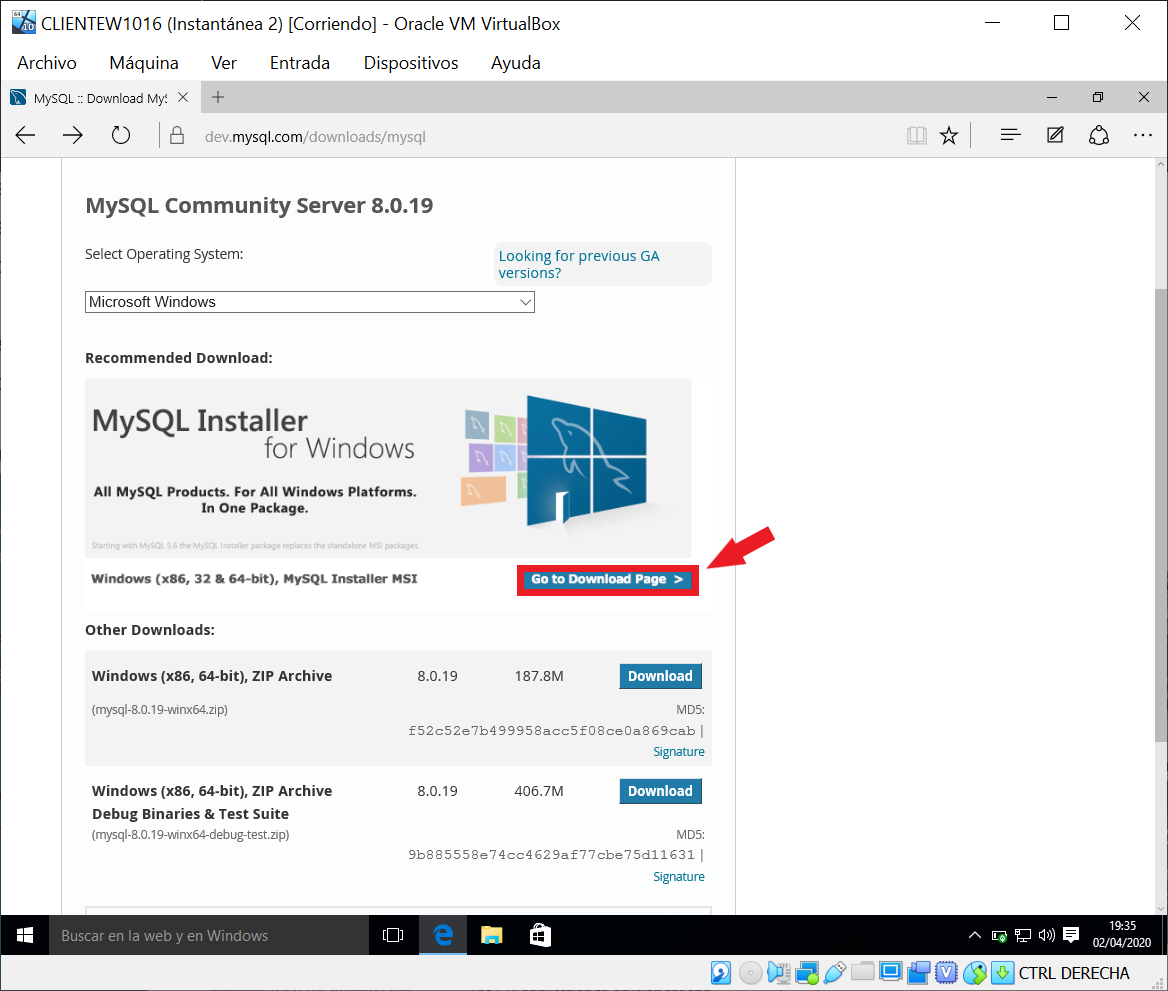 CLIENTEW1016 (Instantánea 2) [Corriendo] - Oracle VM VirtualBox
Archivo Máquina Ver Entrada Dispositivos Ayuda
MySQL :: Download MyS
dev.mysql.com/downloads/mysql
MySQL Community Server 8.0.19
Select Operating System:
Looking for previous GA
versions?
Microsoft Windows
Recommended Download:
MySQL Installer
for Windows
All MySQL Products. For All Windows Platforms.
In One Package.
Starting with MySQL 5.6 the MySQL Installer package replaces the standalone MSI packages.
Windows (x86, 32 & 64-bit), MySQL Installer MSI
Go to Download Page >
Other Downloads:
Windows (x86, 64-bit), ZIP Archive 8.0.19 187.8M Download
(mysql-8.0.19-winx64.zip) MD5:
f52c52e7b499958acc5f08ce0a869cab |
Signature
Windows (x86, 64-bit), ZIP Archive 8.0.19 406.7M Download
Debug Binaries & Test Suite
(mysql-8.0.19-winx64-debug-test.zip) MD5:
9b885558e74cc4629af77cbe75d11631 |
Signature
Buscar en la web y en Windows
19:35
02/04/2020
CTRL DERECHA